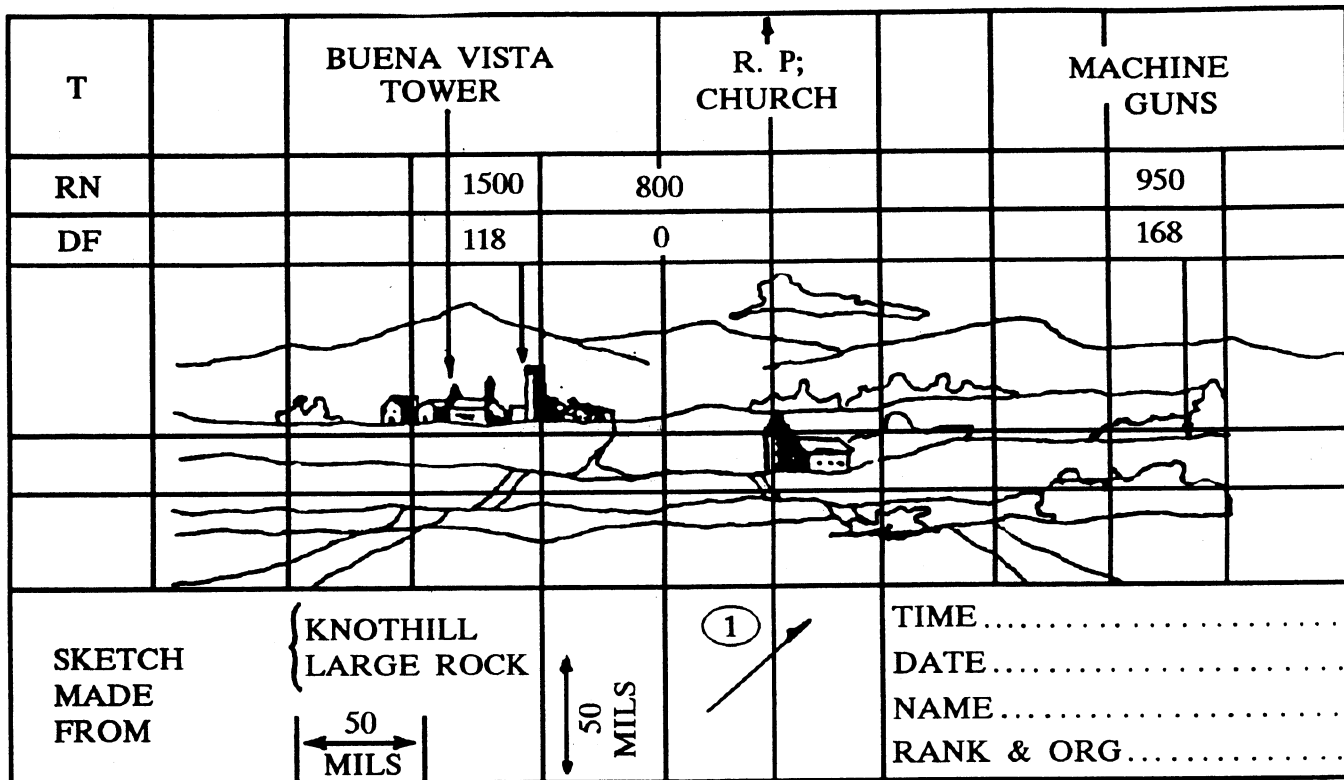 T
BUENA VISTA
TOWER
R. P;
CHURCH
MACHINE
GUNS
RN 1500 800 950
DF 118 0 168
SKETCH
MADE
FROM
KNOTHILL
LARGE ROCK
50
MILS
50
MILS
1
TIME......................
DATE......................
NAME......................
RANK & ORG..............